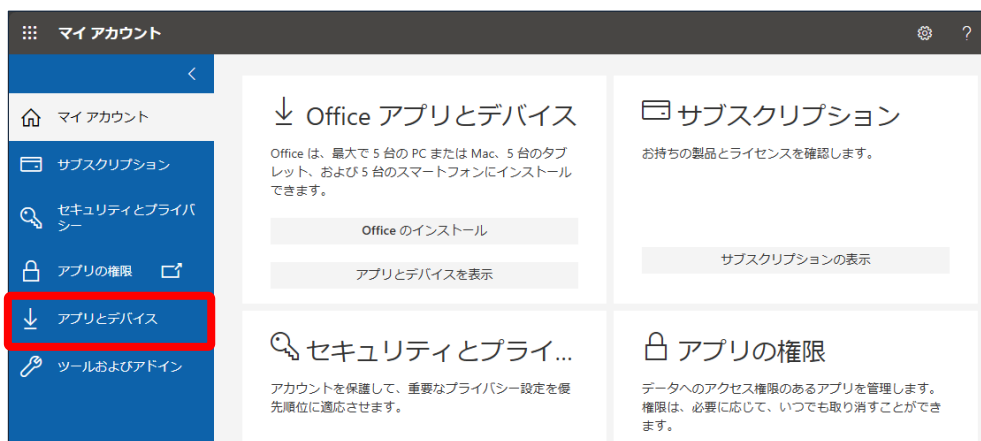 マイ アカウント
マイ アカウント
サブスクリプション
セキュリティとプライバ
シー
アプリの権限
アプリとデバイス
ツールおよびアドイン
Office アプリとデバイス
Office は、最大で 5 台の PC または Mac、5 台のタブ
レット、および 5 台のスマートフォンにインストール
できます。
Office のインストール
アプリとデバイスを表示
サブスクリプション
お持ちの製品とライセンスを確認します。
サブスクリプションの表示
セキュリティとプライ...
アカウントを保護して、重要なプライバシー設定を優
先順位に適応させます。
アプリの権限
データへのアクセス権限のあるアプリを管理します。
権限は、必要に応じて、いつでも取り消すことができ
ます。